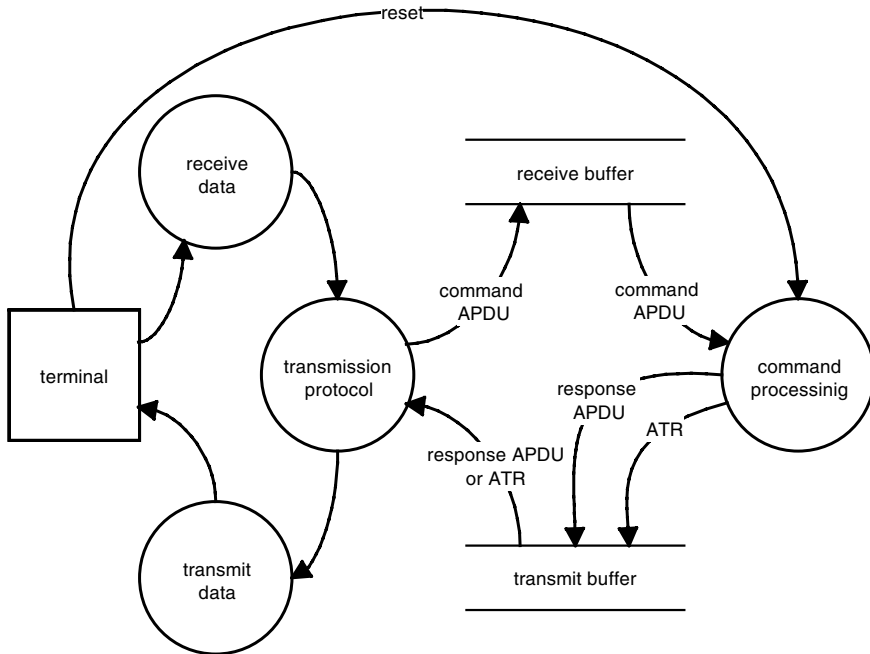 reset
receive
data
receive buffer
command
APDU
command
APDU
terminal
transmission
protocol
command
processinig
response
APDU
ATR
response APDU
or ATR
transmit
data
transmit buffer